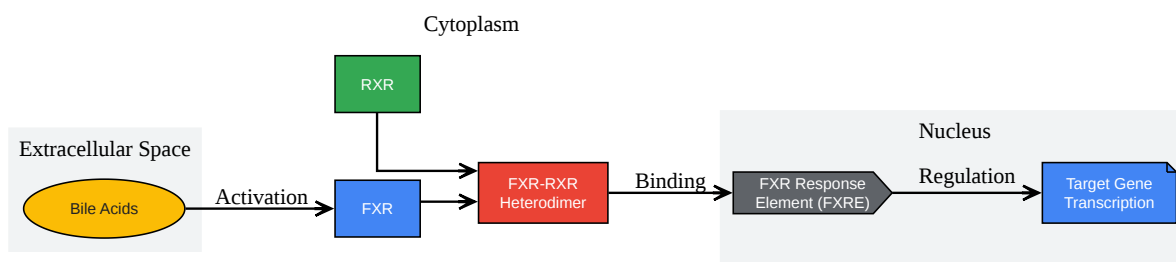 Cytoplasm
RXR
Extracellular Space
Bile Acids
Activation
FXR
FXR-RXR
Heterodimer
Binding
Nucleus
FXR Response
Element (FXRE)
Regulation
Target Gene
Transcription